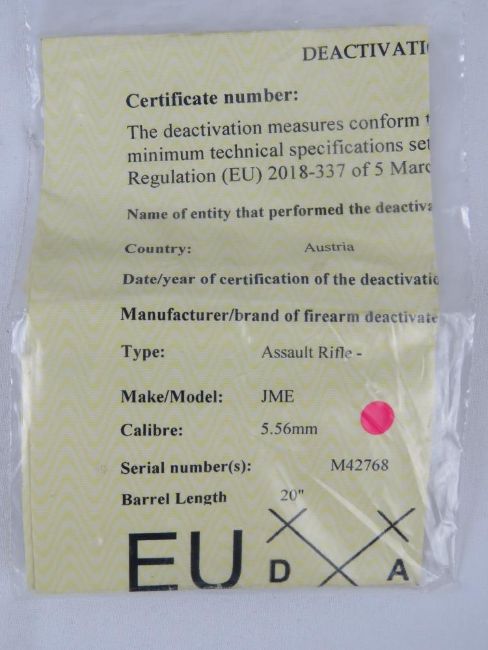 DEACTIVATI
Certificate number:
The deactivation measures conform t
minimum technical specifications set
Regulation (EU) 2018-337 of 5 Marc
Name of entity that performed the deactiva
Country: Austria
Date/year of certification of the deactivatio
Manufacturer/brand of firearm deactivate
Type: Assault Rifle -
Make/Model: JME
Calibre: 5.56mm
Serial number(s): M42768
Barrel Length 20"
EU D A